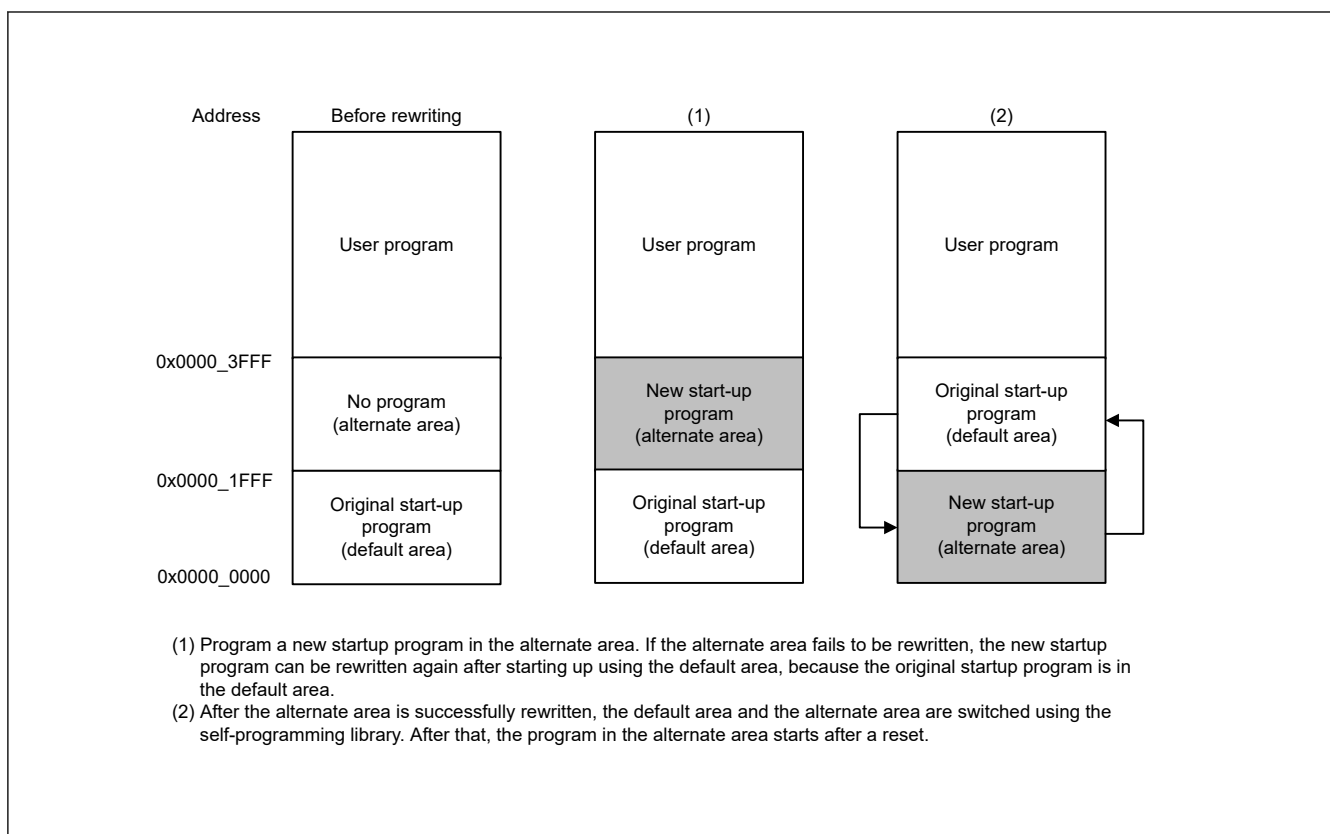 Address
Before rewriting
(1)
(2)
User program
User program
User program
0x0000_3FFF
No program
(alternate area)
New start-up
program
(alternate area)
Original start-up
program
(default area)
0x0000_1FFF
Original start-up
program
(default area)
Original start-up
program
(default area)
New start-up
program
(alternate area)
0x0000_0000
(1) Program a new startup program in the alternate area. If the alternate area fails to be rewritten, the new startup
program can be rewritten again after starting up using the default area, because the original startup program is in
the default area.
(2) After the alternate area is successfully rewritten, the default area and the alternate area are switched using the
self-programming library. After that, the program in the alternate area starts after a reset.